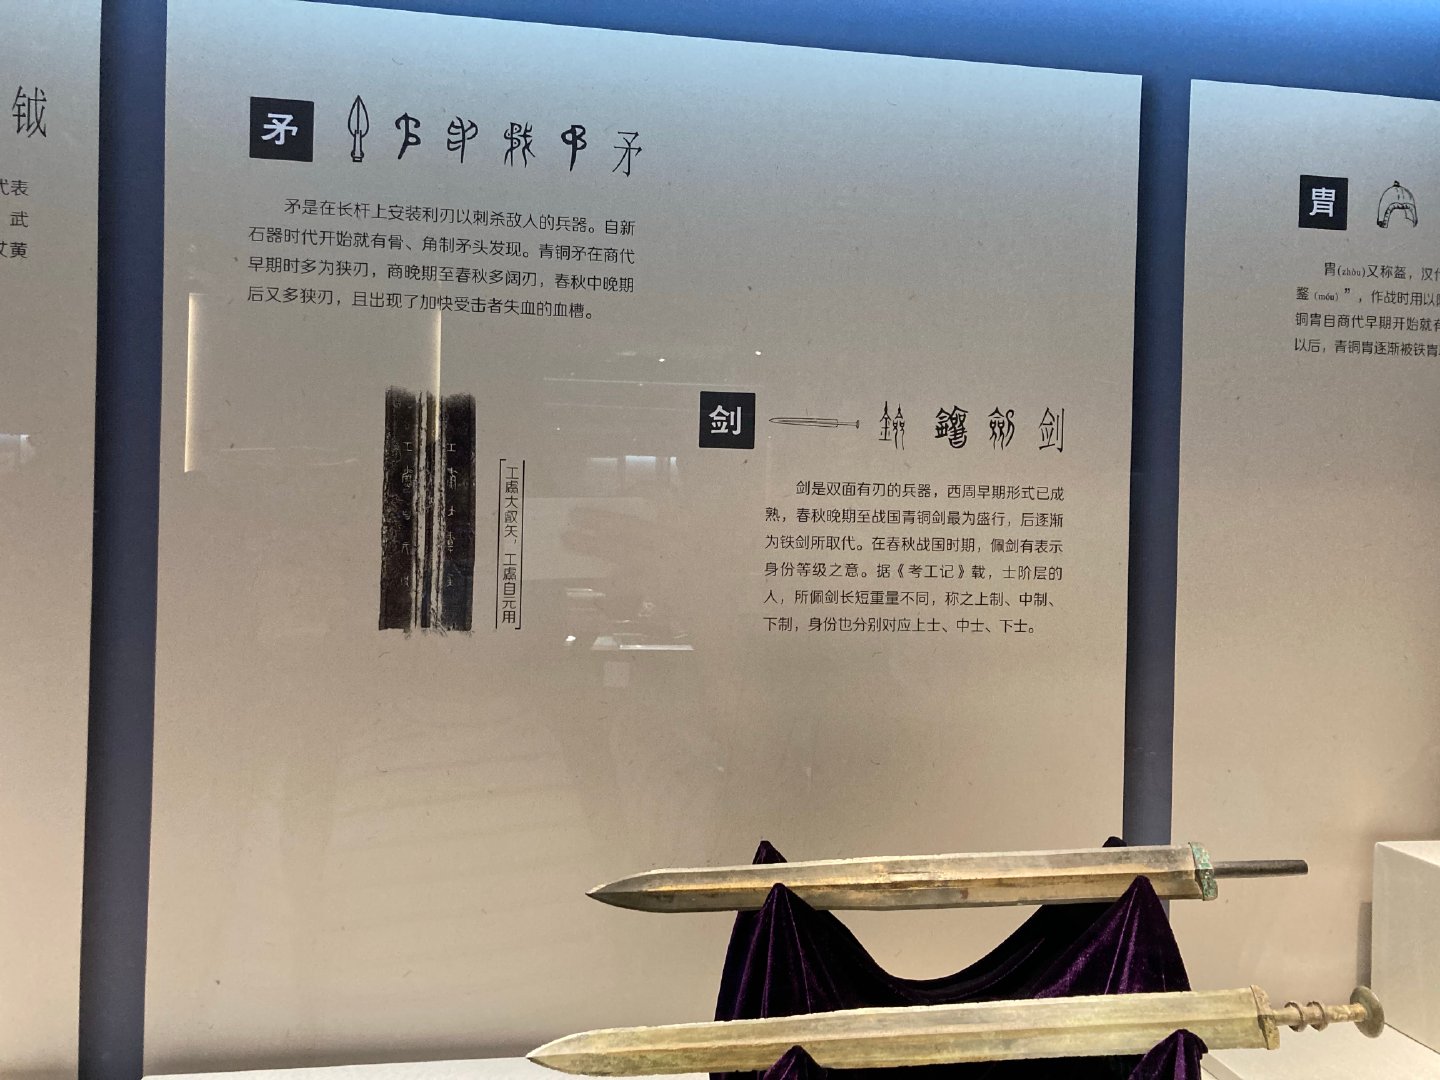 钺
代表
武
黄
矛
矛
矛是在长杆上安装利刃以刺杀敌人的兵器。自新
石器时代开始就有骨、角制矛头发现。青铜矛在商代
早期时多为狭刃，商晚期至春秋多阔刃，春秋中晚期
后又多狭刃，且出现了加快受击者失血的血槽。
工䱷大叔矢，工䱷自元用
剑
剑
剑是双面有刃的兵器，西周早期形式已成
熟，春秋晚期至战国青铜剑最为盛行，后逐渐
为铁剑所取代。在春秋战国时期，佩剑有表示
身份等级之意。据《考工记》载，士阶层的
人，所佩剑长短重量不同，称之上制、中制、
下制，身份也分别对应上士、中士、下士。
胄
胄(zhòu)又称盔，汉
鍪（móu）”，作战时用以
铜胄自商代早期开始就有
以后，青铜胄逐渐被铁胄